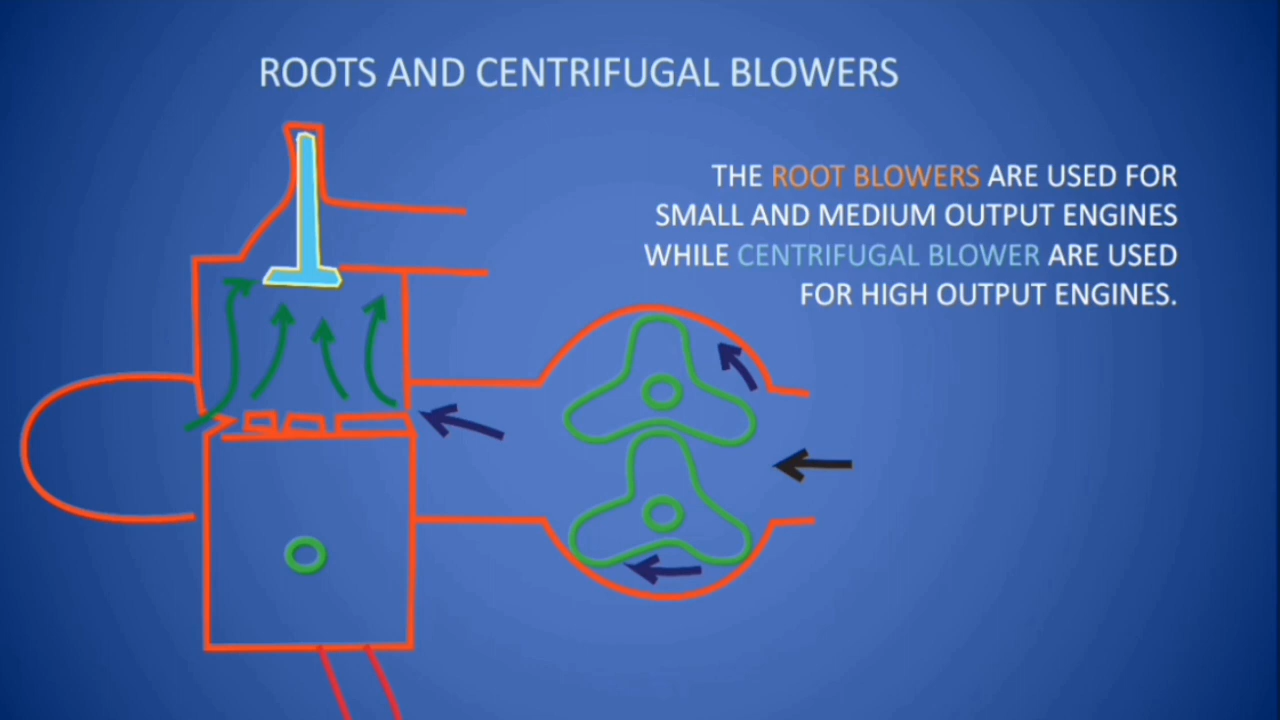 ROOTS AND CENTRIFUGAL BLOWERS
THE ROOT BLOWERS ARE USED FOR
SMALL AND MEDIUM OUTPUT ENGINES
WHILE CENTRIFUGAL BLOWER ARE USED
FOR HIGH OUTPUT ENGINES.